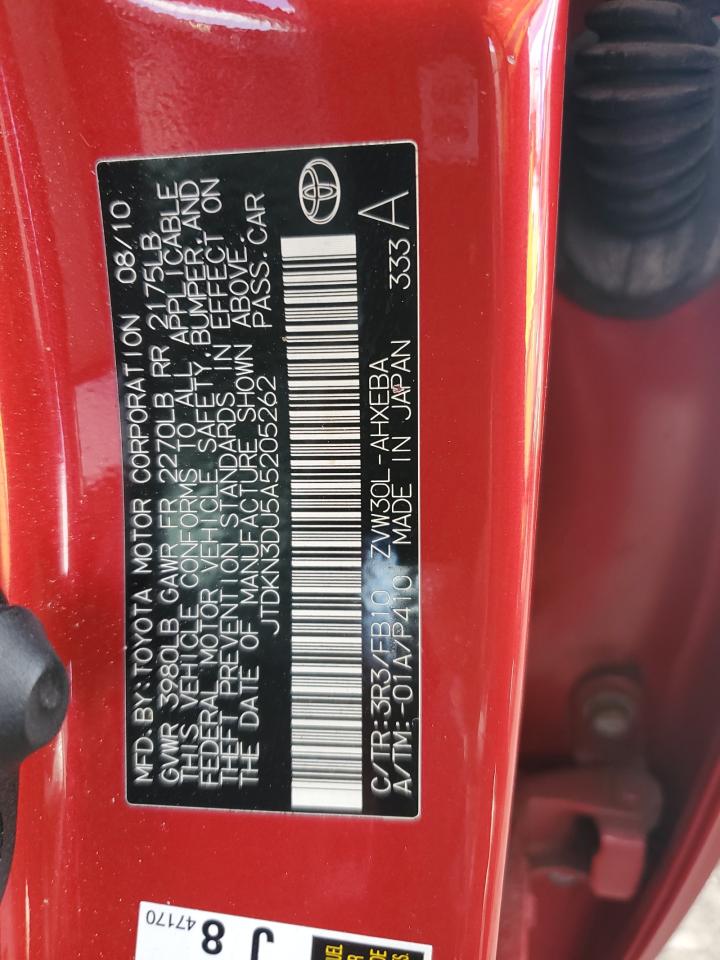 MFD.BY:TOYOTA MOTOR CORPORATION 08/10
GVWR 3980LB GAWR FR 2270LB RR 2175LB
THIS VEHICLE CONFORMS TO ALL APPLICABLE
FEDERAL MOTOR VEHICLE SAFETY, BUMPER, AND
THEFT PREVENTION STANDARDS IN EFFECT ON
THE DATE OF MANUFACTURE SHOWN ABOVE.
JTDKN3DU5A5205262 PASS.CAR
C/TR:3R3/FB10 ZVW30L-AHXEBA 333
A/TM:-01A/P410 MADE IN JAPAN A
47170
J 8